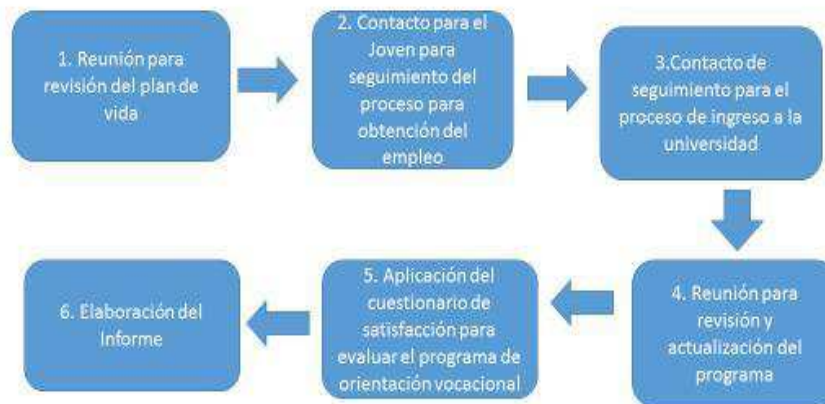 1. Reunión para
revisión del plan de
vida
2. Contacto para el
Joven para
seguimiento del
proceso para
obtención del
empleo
3.Contacto de
seguimiento para el
proceso de ingreso a la
universidad
4. Reunión para
revisión y
actualización del
programa
5. Aplicación del
cuestionario de
satisfacción para
evaluar el programa de
orientación vocacional
6. Elaboración del
Informe